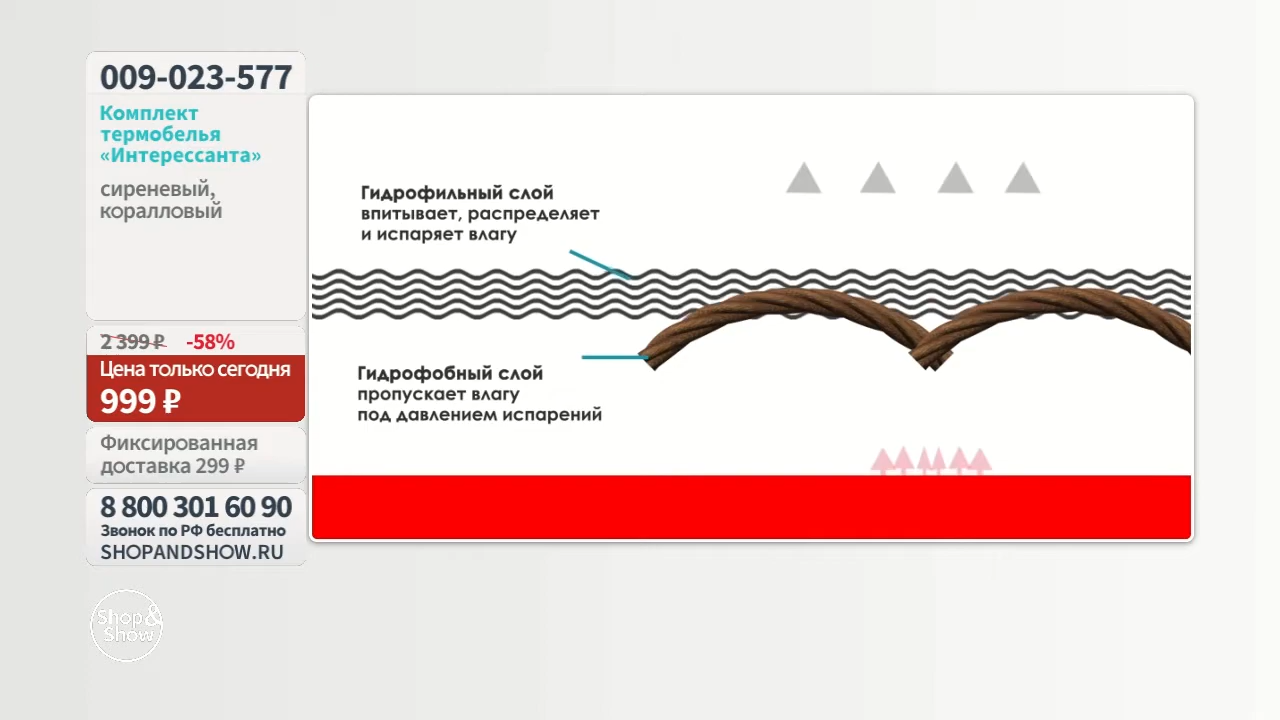 009-023-577
Комплект
термобелья
«Интерессанта»
сиреневый,
коралловый
2 399 ₽ -58%
Цена только сегодня
999 ₽
Фиксированная
доставка 299 ₽
8 800 301 60 90
Звонок по РФ бесплатно
SHOPANDSHOW.RU
Shop&
Show
Гидрофильный слой
впитывает, распределяет
и испаряет влагу
Гидрофобный слой
пропускает влагу
под давлением испарений